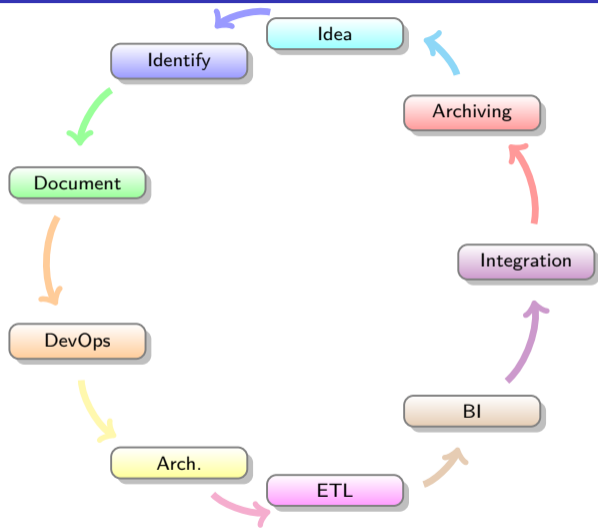 Idea
Identify
Document
DevOps
Arch.
ETL
BI
Integration
Archiving